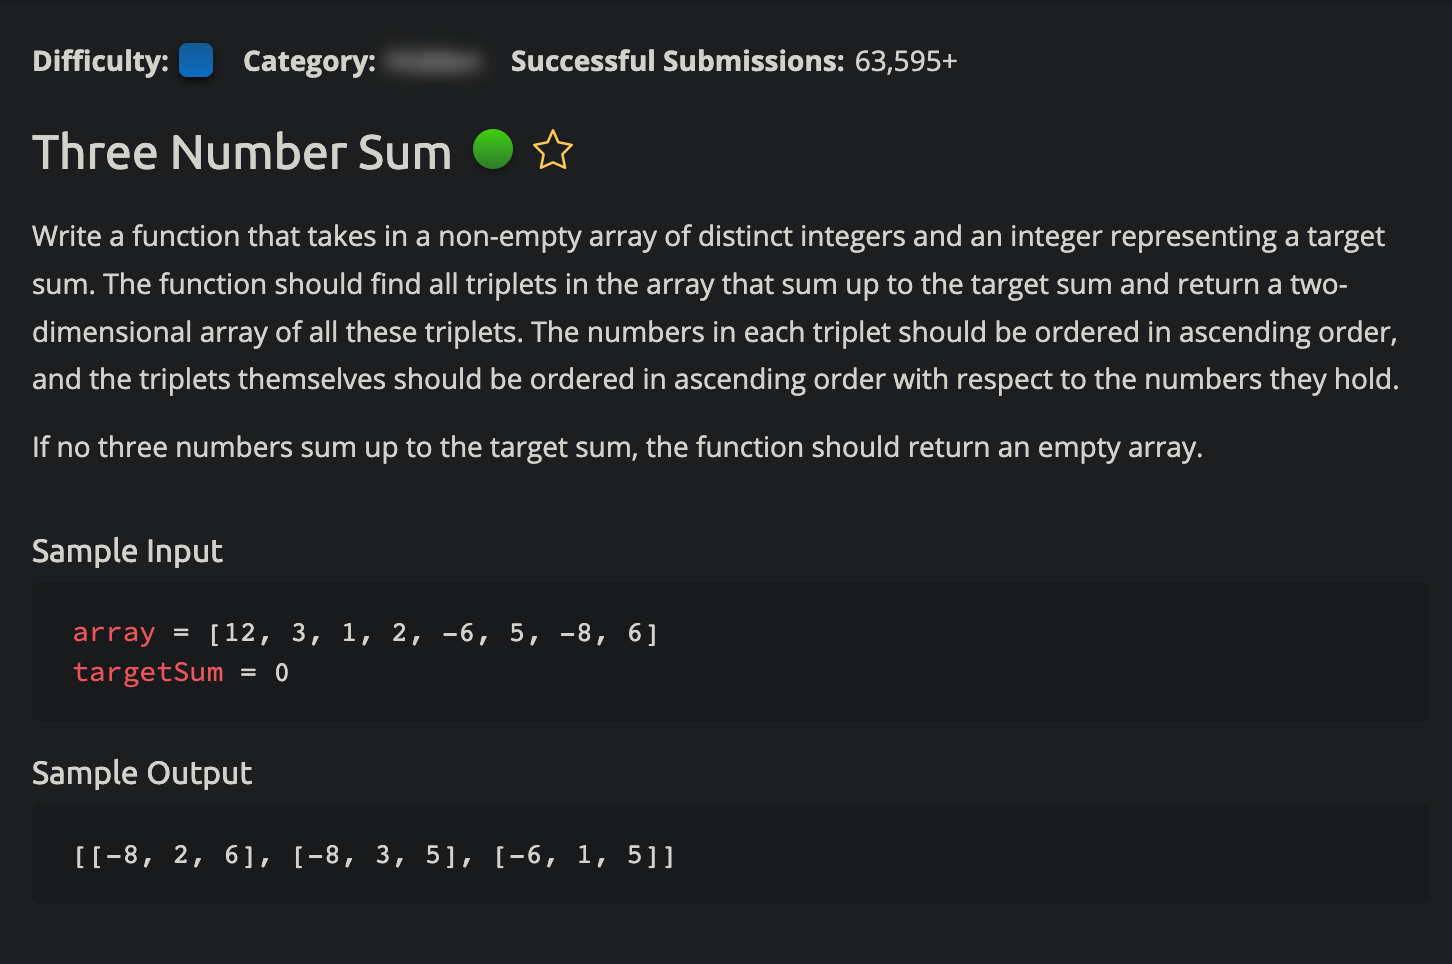 Difficulty: Category: Successful Submissions: 63,595+
Three Number Sum
Write a function that takes in a non-empty array of distinct integers and an integer representing a target
sum. The function should find all triplets in the array that sum up to the target sum and return a two-
dimensional array of all these triplets. The numbers in each triplet should be ordered in ascending order,
and the triplets themselves should be ordered in ascending order with respect to the numbers they hold.
If no three numbers sum up to the target sum, the function should return an empty array.
Sample Input
array = [12, 3, 1, 2, -6, 5, -8, 6]
targetSum = 0
Sample Output
[[-8, 2, 6], [-8, 3, 5], [-6, 1, 5]]